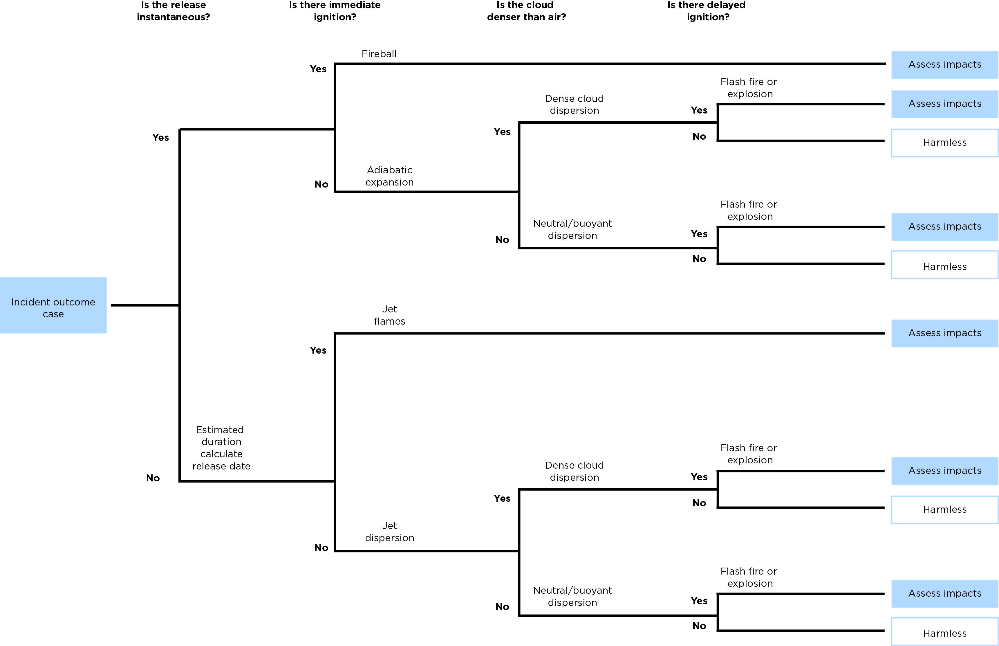 Is the release
instantaneous?
Is there immediate
ignition?
Is the cloud
denser than air?
Is there delayed
ignition?
Fireball
Yes
Assess impacts
Flash fire or
explosion
Dense cloud
dispersion
Yes
Assess impacts
Yes
Yes
No
Harmless
Adiabatic
expansion
No
Flash fire or
explosion
Neutral/buoyant
dispersion
Yes
Assess impacts
No
No
Harmless
Incident outcome
case
Jet
flames
Assess impacts
Yes
Estimated
duration
calculate
release date
No
Flash fire or
explosion
Dense cloud
dispersion
Yes
Assess impacts
Yes
No
Harmless
Jet
dispersion
No
Flash fire or
explosion
Neutral/buoyant
dispersion
Yes
Assess impacts
No
No
Harmless